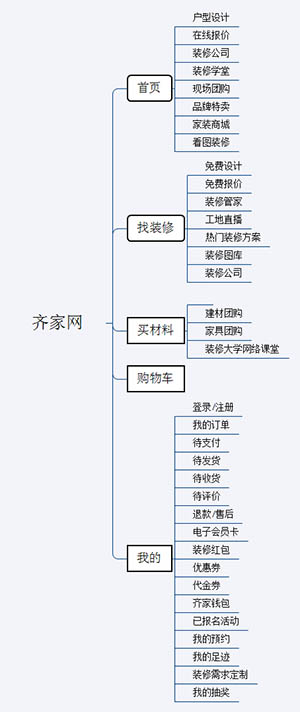 齐家网
首页
户型设计
在线报价
装修公司
装修学堂
现场团购
品牌特卖
家装商城
看图装修
找装修
免费设计
免费报价
装修管家
工地直播
热门装修方案
装修图库
装修公司
买材料
建材团购
家具团购
装修大学网络课堂
购物车
我的
登录/注册
我的订单
待支付
待发货
待收货
待评价
退款/售后
电子会员卡
装修红包
优惠券
代金券
齐家钱包
已报名活动
我的预约
我的足迹
装修需求定制
我的抽奖